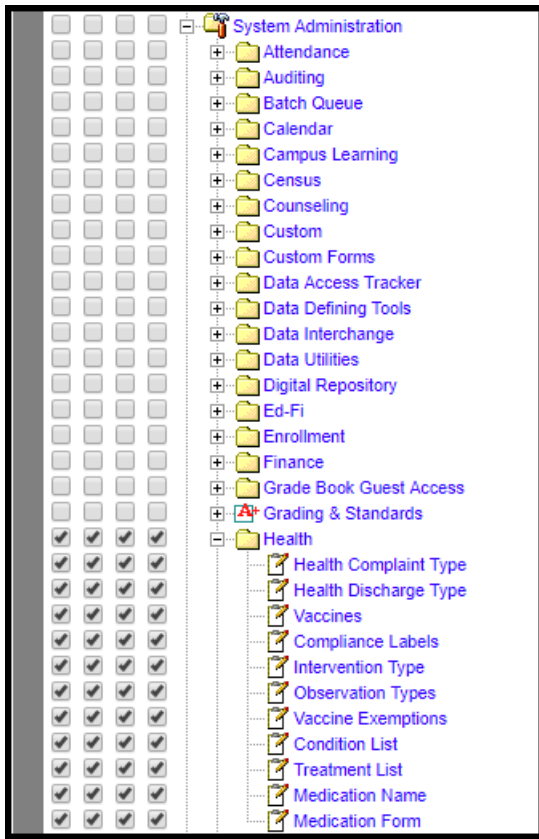 System Administration
Attendance
Auditing
Batch Queue
Calendar
Campus Learning
Census
Counseling
Custom
Custom Forms
Data Access Tracker
Data Defining Tools
Data Interchange
Data Utilities
Digital Repository
Ed-Fi
Enrollment
Finance
Grade Book Guest Access
A+ Grading & Standards
Health
Health Complaint Type
Health Discharge Type
Vaccines
Compliance Labels
Intervention Type
Observation Types
Vaccine Exemptions
Condition List
Treatment List
Medication Name
Medication Form